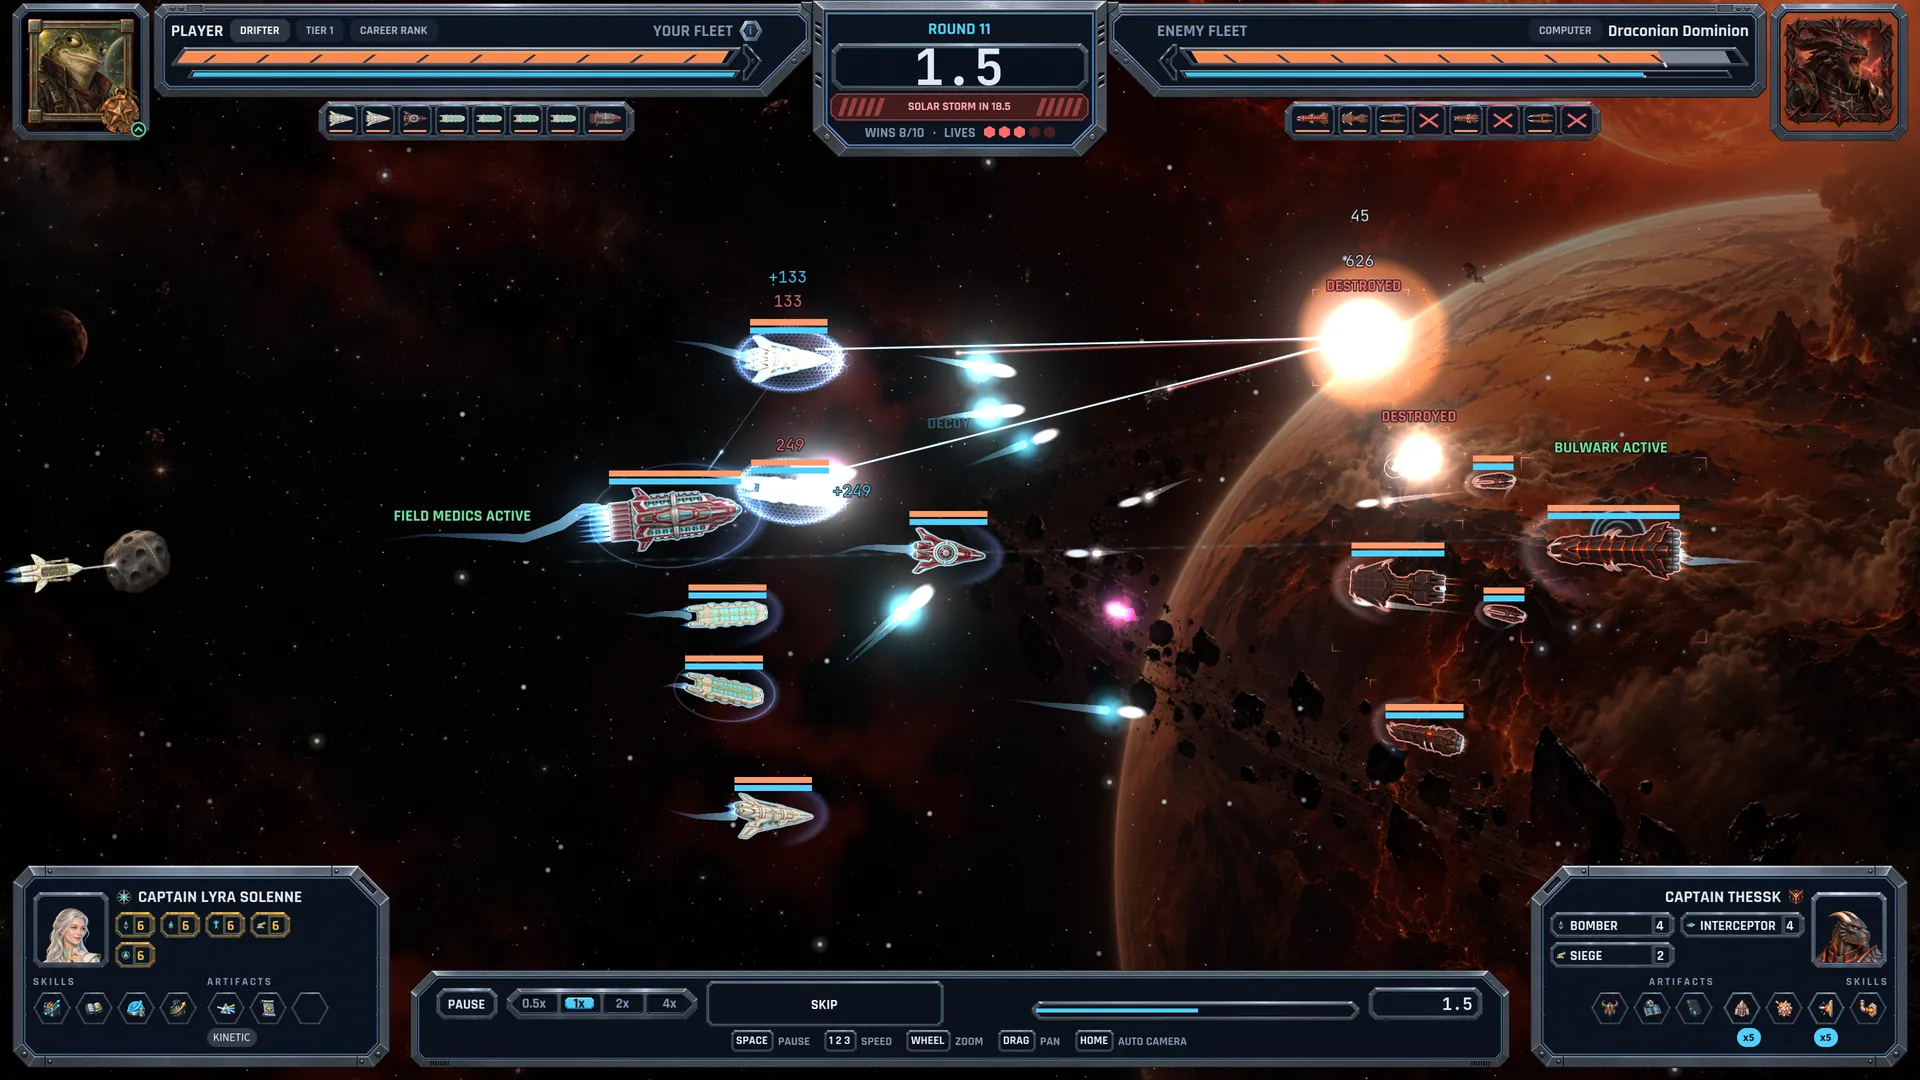 PLAYER DRIFTER TIER 1 CAREER RANK YOUR FLEET
ROUND 11
1.5
SOLAR STORM IN 18.5
WINS 8/10 · LIVES
ENEMY FLEET COMPUTER Draconian Dominion
45
626
DESTROYED
+133
133
DECOY
DESTROYED
249
+249
BULWARK ACTIVE
FIELD MEDICS ACTIVE
CAPTAIN LYRA SOLENNE
6 6 6 6
6
SKILLS ARTIFACTS
KINETIC
PAUSE 0.5x 1x 2x 4x SKIP 1.5
SPACE PAUSE 1 2 3 SPEED WHEEL ZOOM DRAG PAN HOME AUTO CAMERA
CAPTAIN THESSK
BOMBER 4 INTERCEPTOR 4
SIEGE 2
ARTIFACTS SKILLS
x5 x5